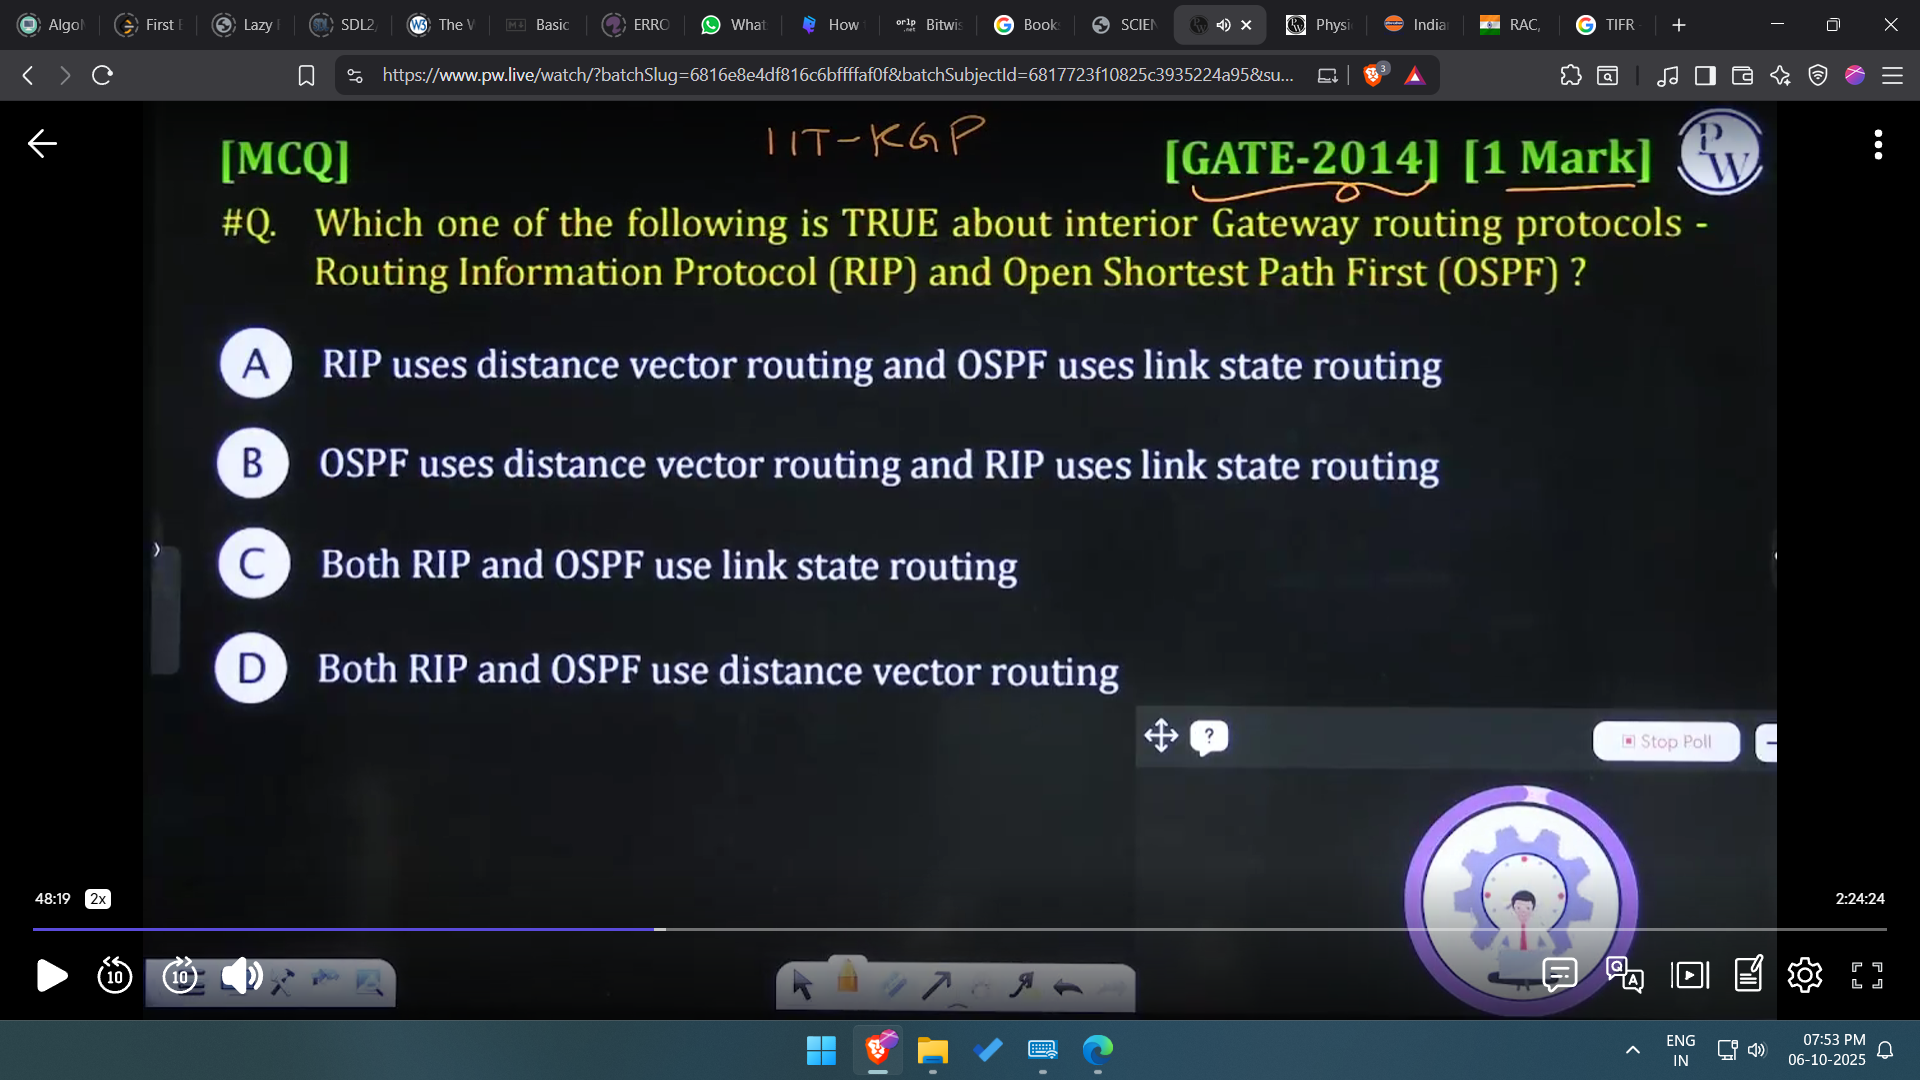 Algo
First E
Lazy
SDL2,
The W
Basic
ERRO
What
How
Bitwis
Book
SCIEN
Physi
India
RAC,
TIFR
https://www.pw.live/watch/?batchSlug=6816e8e4df816c6bffffaf0f&batchSubjectId=6817723f10825c3935224a95&su...
3
IIT-KGP
[MCQ]
[GATE-2014] [1 Mark]
PW
#Q. Which one of the following is TRUE about interior Gateway routing protocols -
Routing Information Protocol (RIP) and Open Shortest Path First (OSPF) ?
A RIP uses distance vector routing and OSPF uses link state routing
B OSPF uses distance vector routing and RIP uses link state routing
C Both RIP and OSPF use link state routing
D Both RIP and OSPF use distance vector routing
? Stop Poll
48:19 2x
2:24:24
10 10
ENG
IN
07:53 PM
06-10-2025